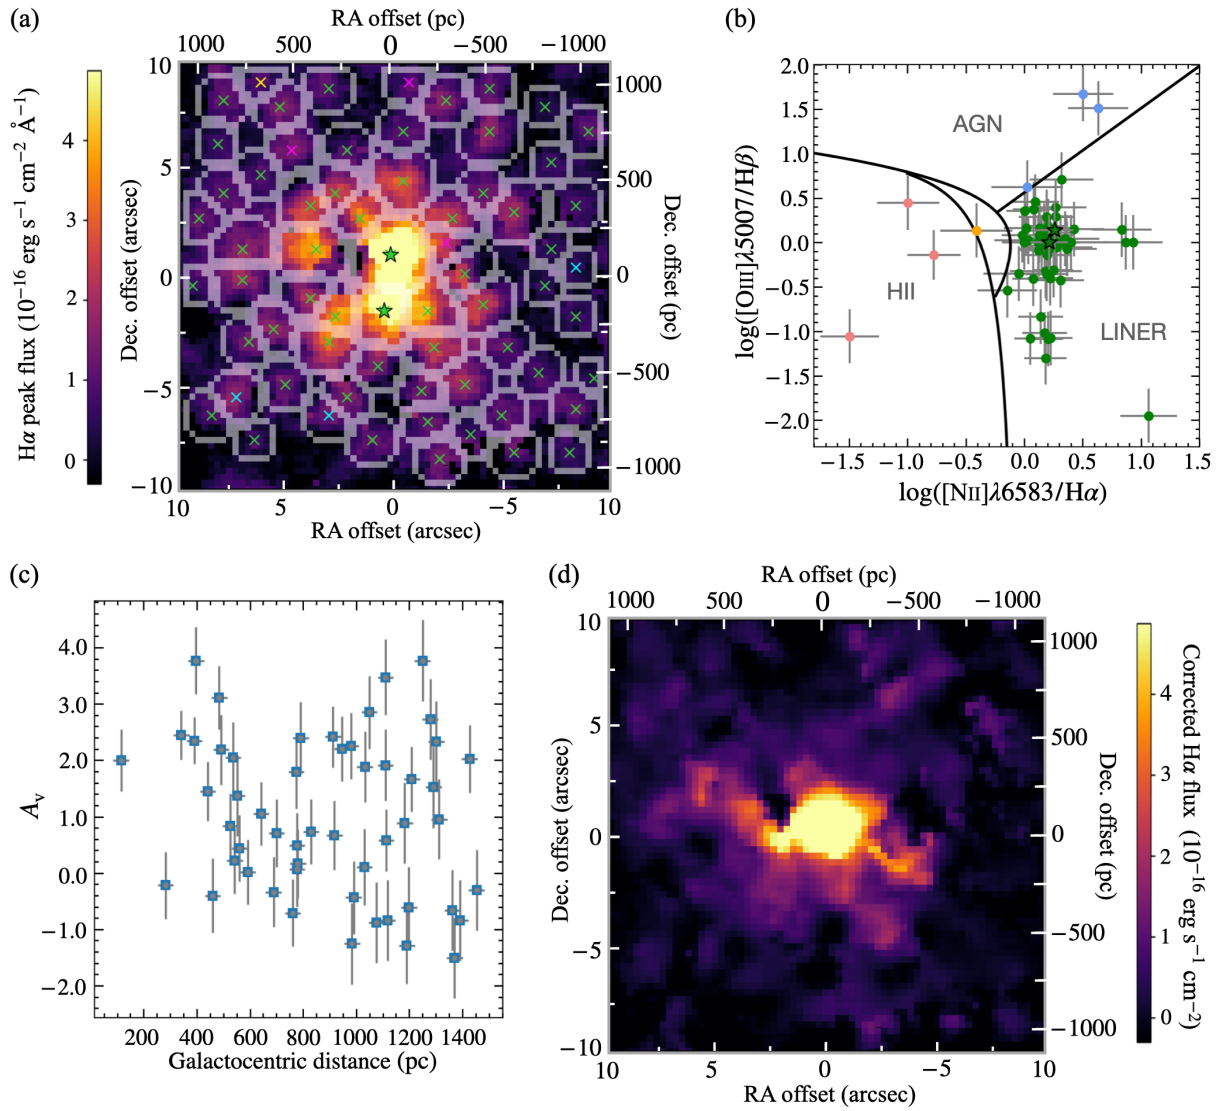 (a)
RA offset (pc)
1000 500 0 −500 −1000
Hα peak flux (10⁻¹⁶ erg s⁻¹ cm⁻² Å⁻¹)
4
3
2
1
0
Dec. offset (arcsec)
10
5
0
−5
−10
Dec. offset (pc)
1000
500
0
−500
−1000
10 5 0 −5 −10
RA offset (arcsec)
(b)
log([OIII]λ5007/Hβ)
2.0
1.5
1.0
0.5
0.0
−0.5
−1.0
−1.5
−2.0
AGN
HII
LINER
−1.5 −1.0 −0.5 0.0 0.5 1.0 1.5
log([NII]λ6583/Hα)
(c)
Aᵥ
4.0
3.0
2.0
1.0
0.0
−1.0
−2.0
200 400 600 800 1000 1200 1400
Galactocentric distance (pc)
(d)
RA offset (pc)
1000 500 0 −500 −1000
Dec. offset (arcsec)
10
5
0
−5
−10
Dec. offset (pc)
1000
500
0
−500
−1000
10 5 0 −5 −10
RA offset (arcsec)
4
3
2
1
0
Corrected Hα flux (10⁻¹⁶ erg s⁻¹ cm⁻²)